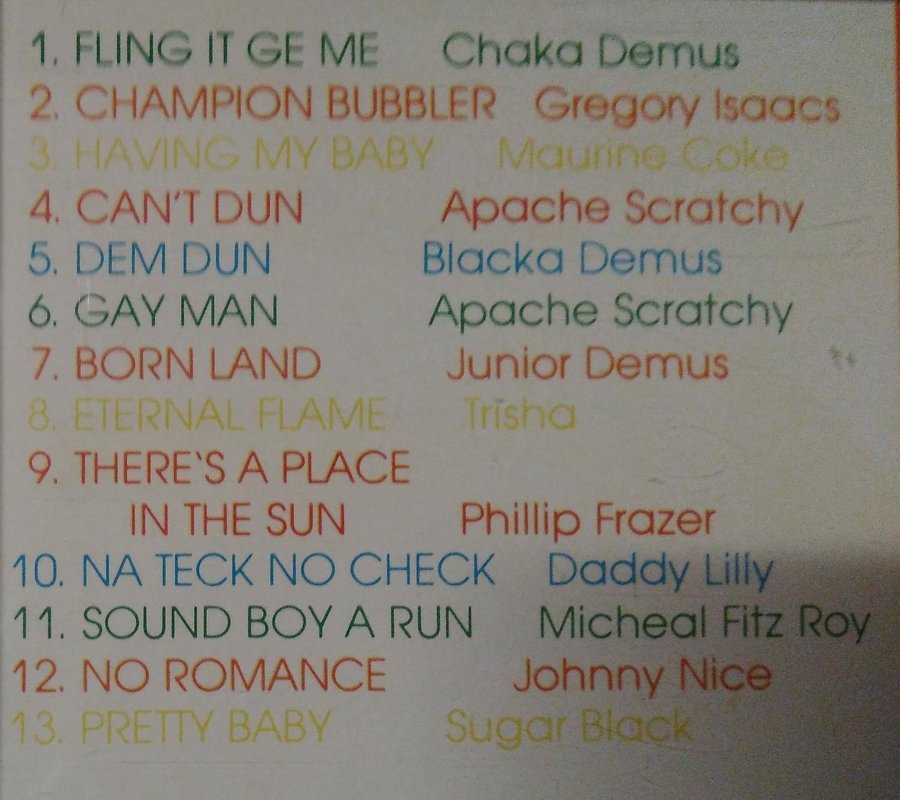 1. FLING IT GE ME Chaka Demus
2. CHAMPION BUBBLER Gregory Isaacs
3. HAVING MY BABY Maurine Coke
4. CAN'T DUN Apache Scratchy
5. DEM DUN Blacka Demus
6. GAY MAN Apache Scratchy
7. BORN LAND Junior Demus
8. ETERNAL FLAME Trisha
9. THERE'S A PLACE
IN THE SUN Phillip Frazer
10. NA TECK NO CHECK Daddy Lilly
11. SOUND BOY A RUN Micheal Fitz Roy
12. NO ROMANCE Johnny Nice
13. PRETTY BABY Sugar Black